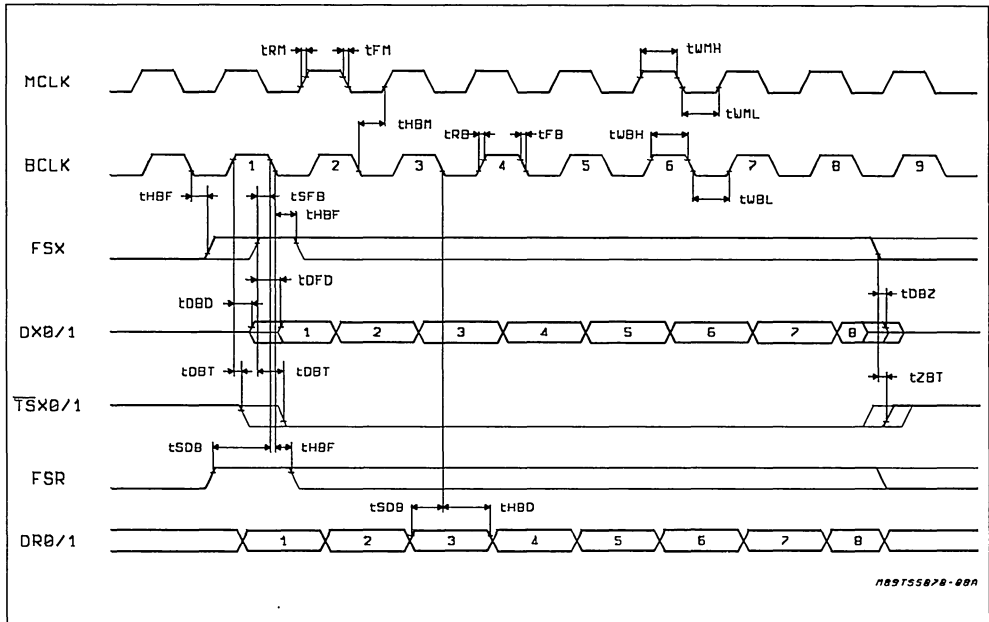 tRM tFM tWMH
MCLK
tWML
tHBM tRB tFB tWBH
BCLK 1 2 3 4 5 6 7 8 9
tHBF tSFB tWBL
tHBF
FSX
tDFD
tDBD tDBZ
DX0/1 1 2 3 4 5 6 7 8
tDBT tDBT tZBT
TSX0/1
tSDB tHBF
FSR
tSDB tHBD
DR0/1 1 2 3 4 5 6 7 8
M89TS5070-08A